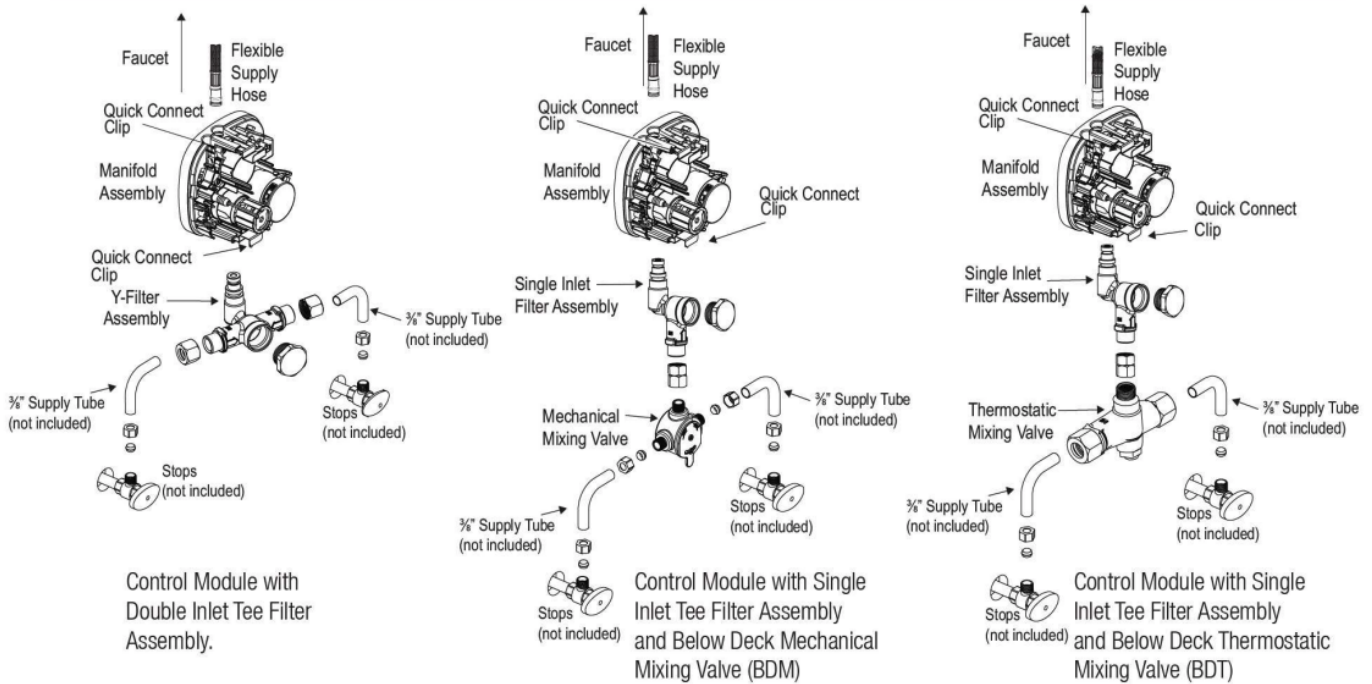 Faucet
Flexible
Supply
Hose
Quick Connect
Clip
Manifold
Assembly
Quick Connect
Clip
Y-Filter
Assembly
⅜” Supply Tube
(not included)
⅜” Supply Tube
(not included)
Stops
(not included)
Stops
(not included)
Control Module with
Double Inlet Tee Filter
Assembly.
Faucet
Flexible
Supply
Hose
Quick Connect
Clip
Manifold
Assembly
Quick Connect
Clip
Single Inlet
Filter Assembly
Mechanical
Mixing Valve
⅜” Supply Tube
(not included)
Stops
(not included)
⅜” Supply Tube
(not included)
Stops
(not included)
Control Module with Single
Inlet Tee Filter Assembly
and Below Deck Mechanical
Mixing Valve (BDM)
Faucet
Flexible
Supply
Hose
Quick Connect
Clip
Manifold
Assembly
Quick Connect
Clip
Single Inlet
Filter Assembly
Thermostatic
Mixing Valve
⅜” Supply Tube
(not included)
Stops
(not included)
⅜” Supply Tube
(not included)
Stops
(not included)
Control Module with Single
Inlet Tee Filter Assembly
and Below Deck Thermostatic
Mixing Valve (BDT)